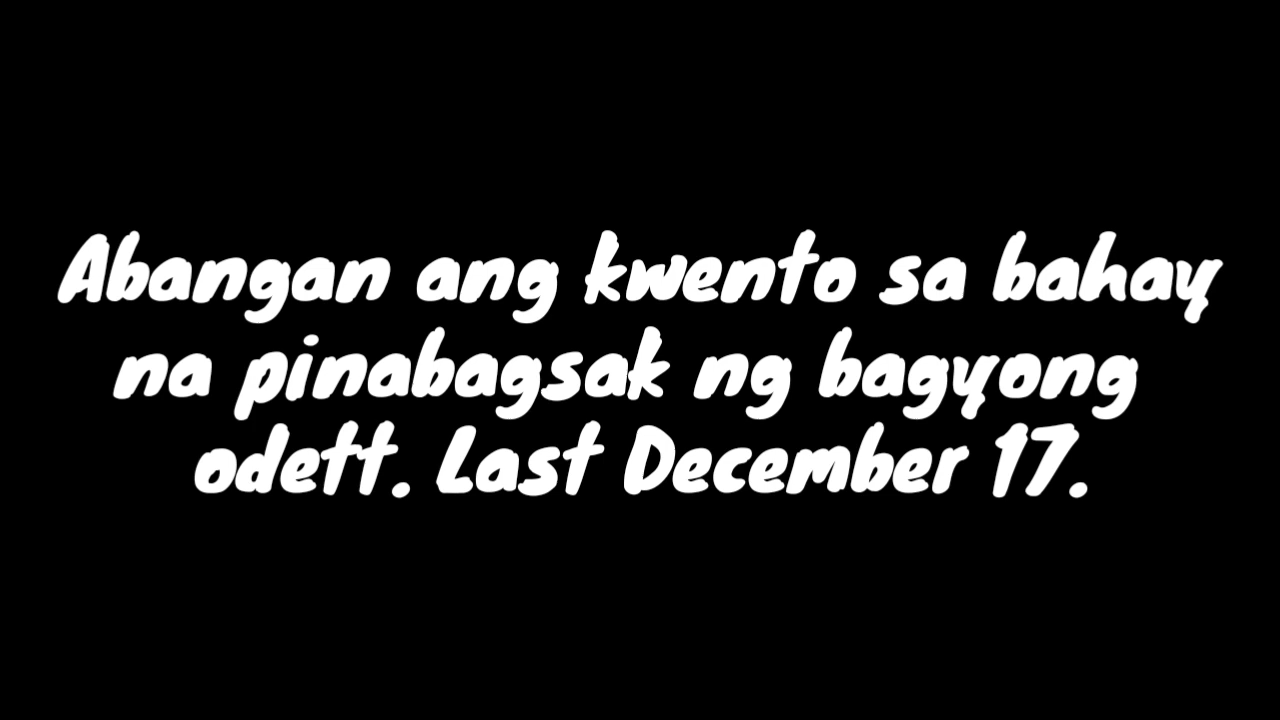 Abangan ang kwento sa bahay
na pinabagsak ng bagyong
odett. Last December 17.